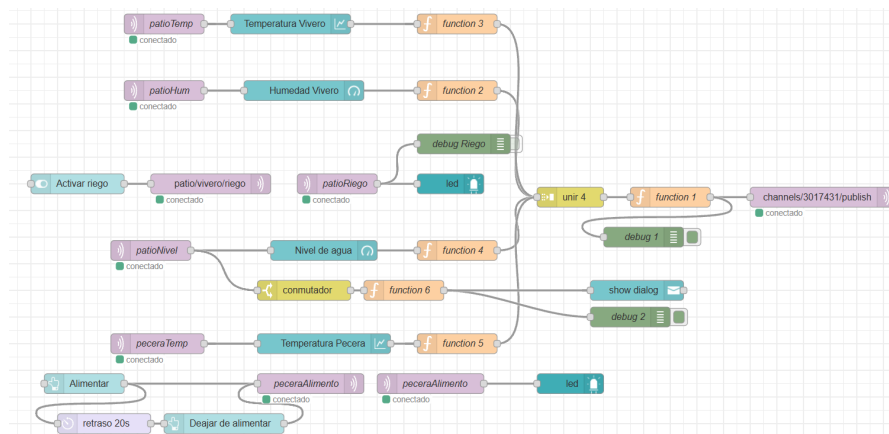 patioTemp
Temperatura Vivero
function 3
conectado
patioHum
Humedad Vivero
function 2
conectado
debug Riego
Activar riego
patio/vivero/riego
patioRiego
led
unir 4
function 1
channels/3017431/publish
conectado
conectado
conectado
debug 1
patioNivel
Nivel de agua
function 4
conectado
conmutador
function 6
show dialog
debug 2
peceraTemp
Temperatura Pecera
function 5
conectado
Alimentar
peceraAlimento
peceraAlimento
led
conectado
conectado
retraso 20s
Deajar de alimentar